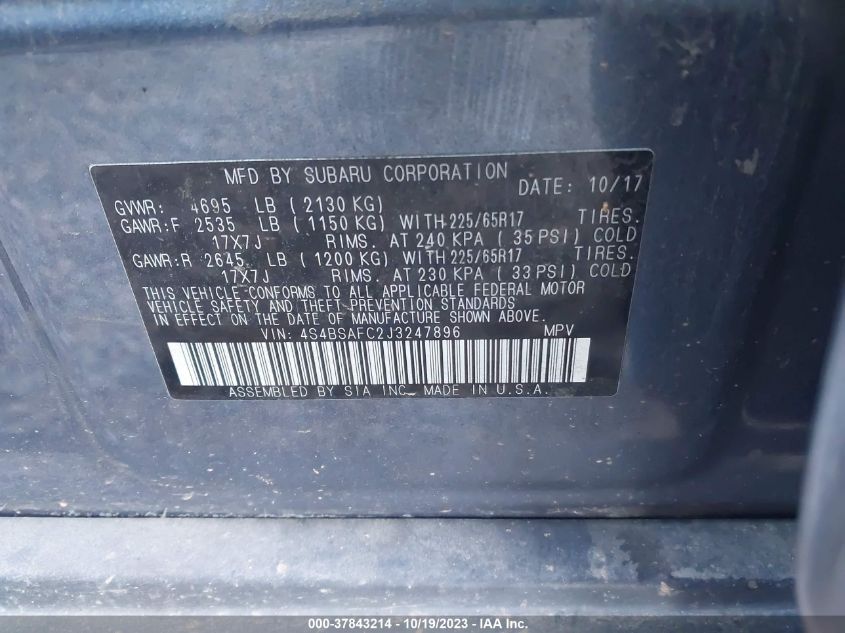 MFD BY SUBARU CORPORATION
DATE: 10/17
GVWR: 4695 LB ( 2130 KG)
GAWR:F 2535 LB ( 1150 KG) WITH 225/65R17 TIRES.
17X7J RIMS. AT 240 KPA ( 35 PSI) COLD
GAWR:R 2645 LB ( 1200 KG) WITH 225/65R17 TIRES.
17X7J RIMS. AT 230 KPA ( 33 PSI) COLD
THIS VEHICLE CONFORMS TO ALL APPLICABLE FEDERAL MOTOR
VEHICLE SAFETY AND THEFT PREVENTION STANDARDS
IN EFFECT ON THE DATE OF MANUFACTURE SHOWN ABOVE.
VIN: 4S4BSAFC2J3247896 MPV
ASSEMBLED BY SIA INC. MADE IN U.S.A.
000-37843214 - 10/19/2023 - IAA Inc.